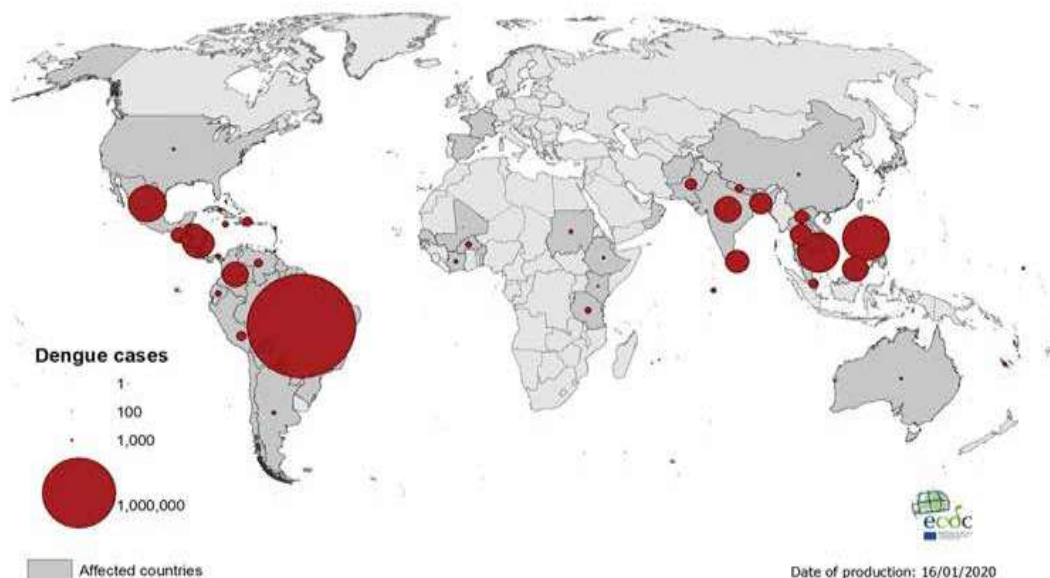 Dengue cases
1
100
1,000
1,000,000
Affected countries
ecdc
Date of production: 16/01/2020